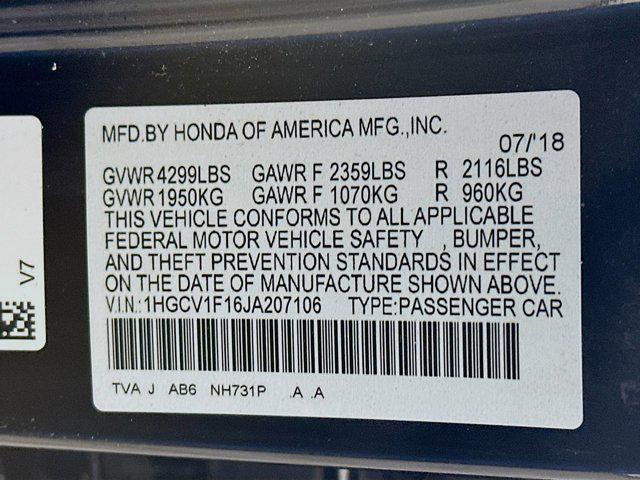 MFD.BY HONDA OF AMERICA MFG.,INC.
07/'18
GVWR 4299LBS GAWR F 2359LBS R 2116LBS
GVWR 1950KG GAWR F 1070KG R 960KG
THIS VEHICLE CONFORMS TO ALL APPLICABLE
FEDERAL MOTOR VEHICLE SAFETY , BUMPER,
AND THEFT PREVENTION STANDARDS IN EFFECT
ON THE DATE OF MANUFACTURE SHOWN ABOVE.
V.I.N.:1HGCV1F16JA207106 TYPE:PASSENGER CAR
TVA J AB6 NH731P .A .A
V7